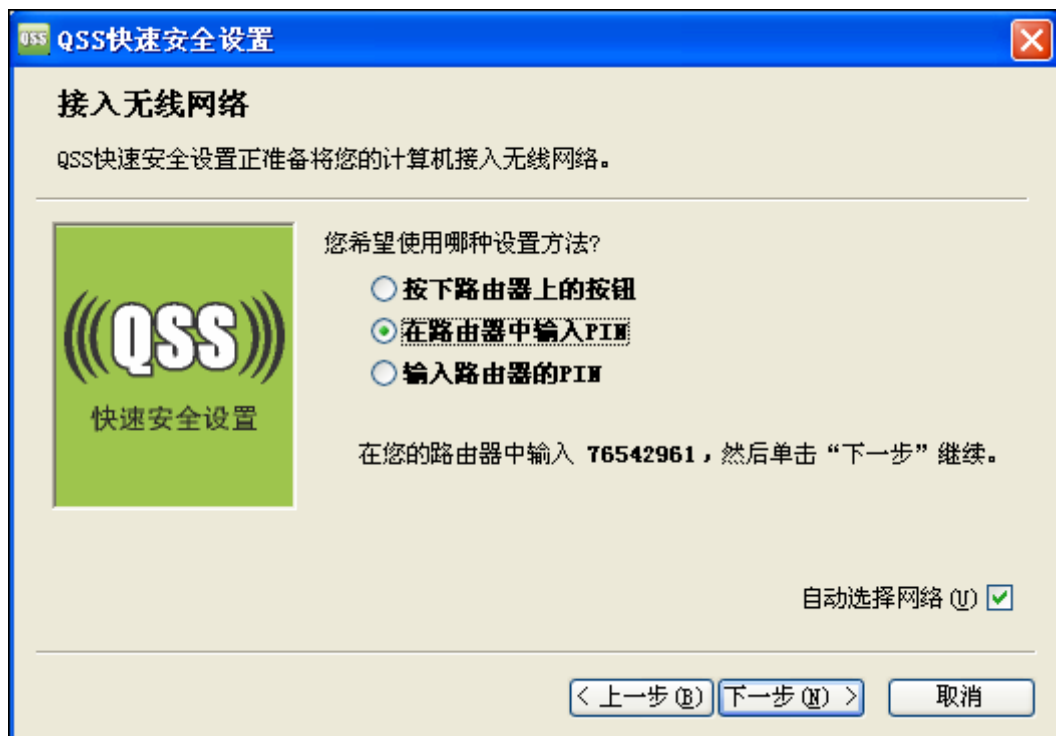 QSS QSS快速安全设置
接入无线网络
QSS快速安全设置正准备将您的计算机接入无线网络。
您希望使用哪种设置方法?
按下路由器上的按钮
在路由器中输入PIN
输入路由器的PIN
(((QSS)))
快速安全设置
在您的路由器中输入 76542961，然后单击“下一步”继续。
自动选择网络(U)
< 上一步(B) 下一步(N) > 取消